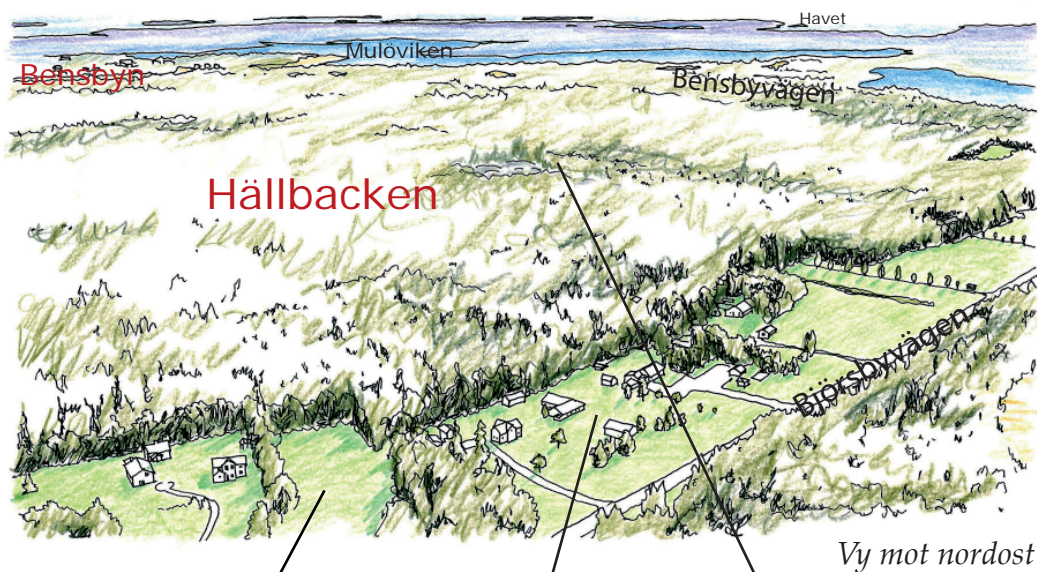 Havet
Mulöviken
Bensbyn
Bensbyvägen
Hällbacken
Björsbyvägen
Vy mot nordost